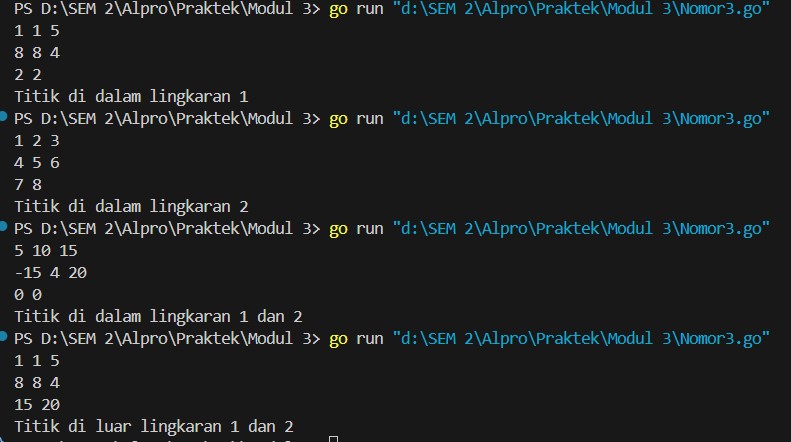 PS D:\SEM 2\Alpro\Praktek\Modul 3> go run "d:\SEM 2\Alpro\Praktek\Modul 3\Nomor3.go"
1 1 5
8 8 4
2 2
Titik di dalam lingkaran 1
PS D:\SEM 2\Alpro\Praktek\Modul 3> go run "d:\SEM 2\Alpro\Praktek\Modul 3\Nomor3.go"
1 2 3
4 5 6
7 8
Titik di dalam lingkaran 2
PS D:\SEM 2\Alpro\Praktek\Modul 3> go run "d:\SEM 2\Alpro\Praktek\Modul 3\Nomor3.go"
5 10 15
-15 4 20
0 0
Titik di dalam lingkaran 1 dan 2
PS D:\SEM 2\Alpro\Praktek\Modul 3> go run "d:\SEM 2\Alpro\Praktek\Modul 3\Nomor3.go"
1 1 5
8 8 4
15 20
Titik di luar lingkaran 1 dan 2